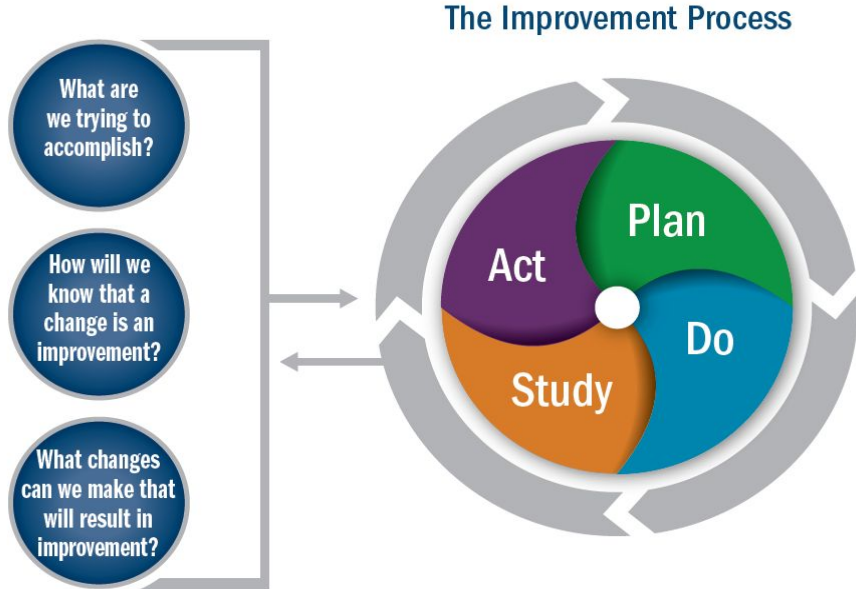 The Improvement Process
What are
we trying to
accomplish?
How will we
know that a
change is an
improvement?
What changes
can we make that
will result in
improvement?
Plan
Do
Study
Act